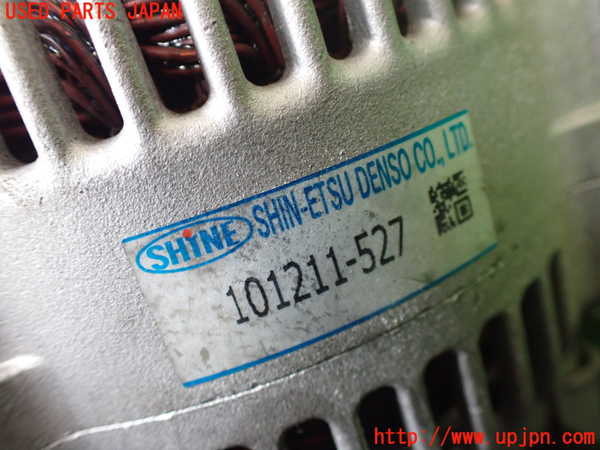 USED PARTS JAPAN
SHiNE SHIN-ETSU DENSO CO., LTD.
101211-527
http://www.upjpn.com